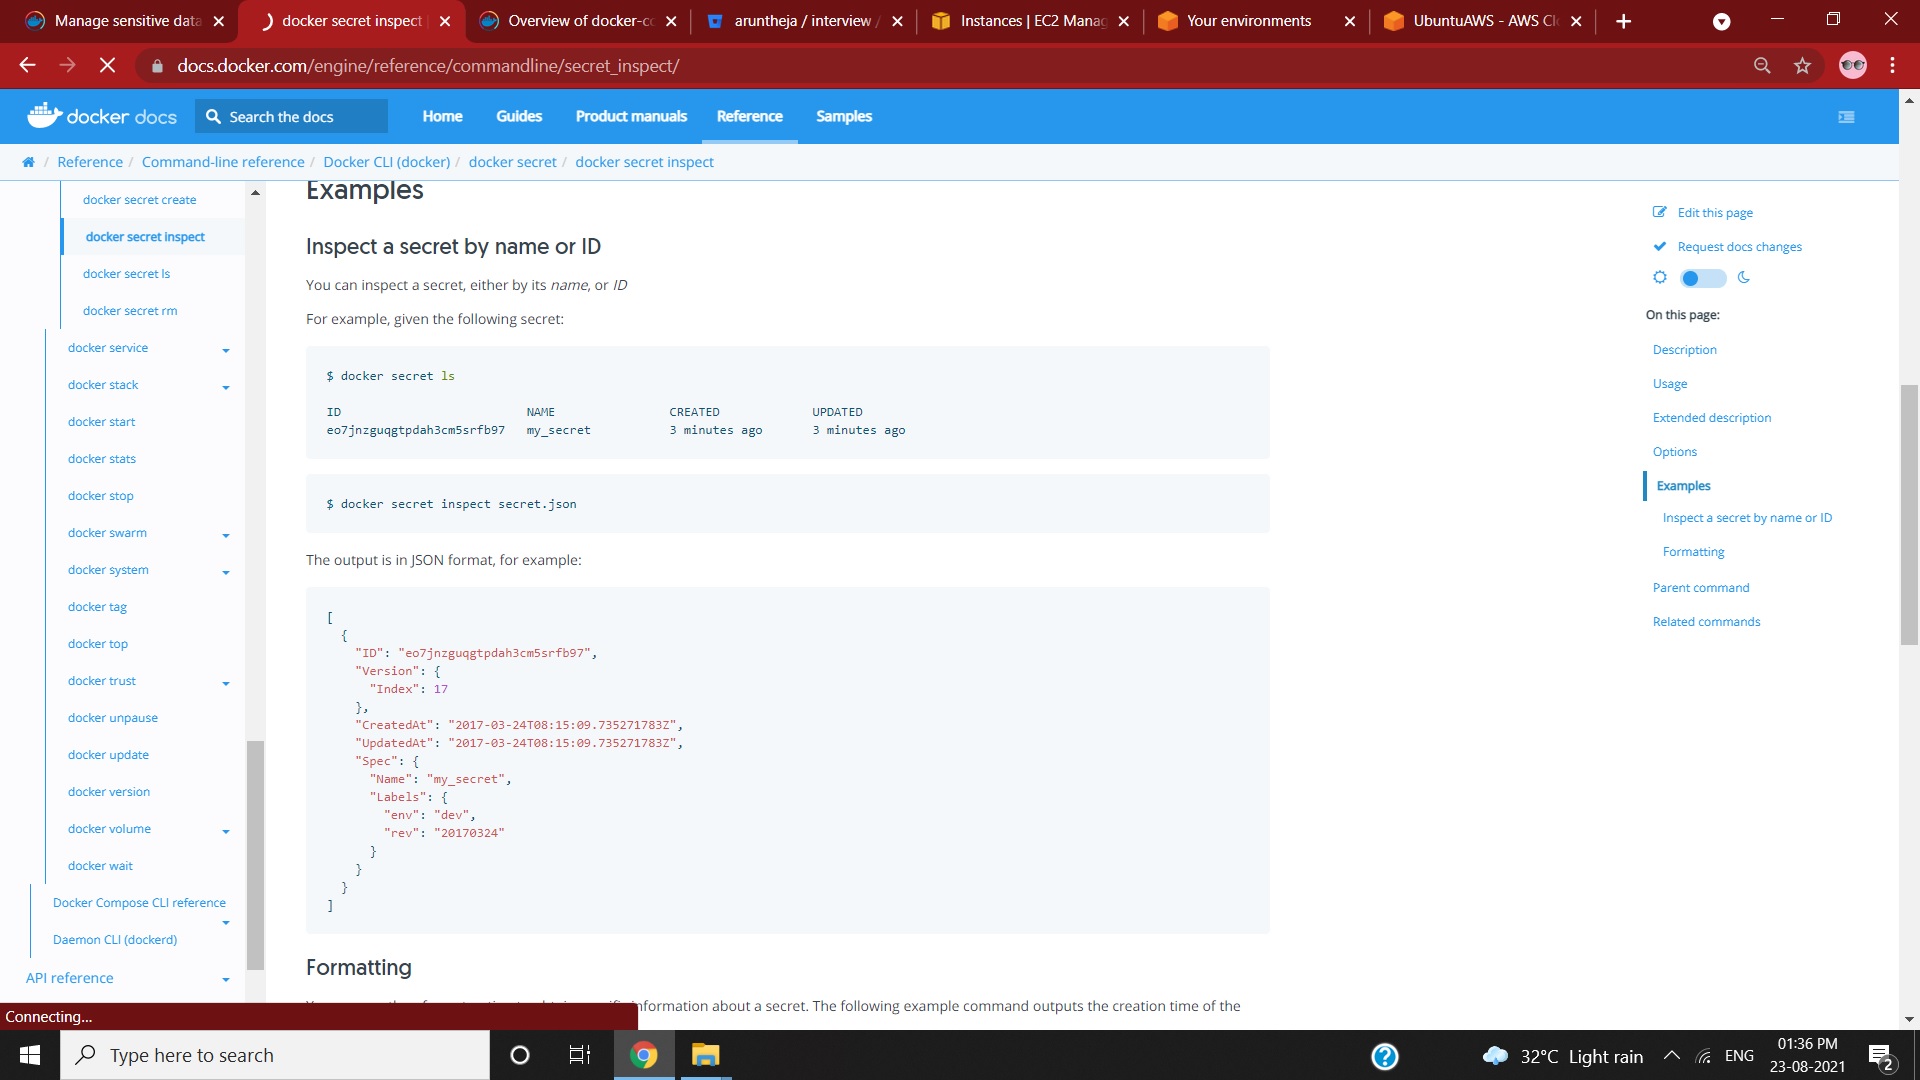 Manage sensitive data
docker secret inspect
Overview of docker-co
aruntheja / interview /
Instances | EC2 Manag
Your environments
UbuntuAWS - AWS Cl
docs.docker.com/engine/reference/commandline/secret_inspect/
docker docs
Search the docs
Home
Guides
Product manuals
Reference
Samples
Reference / Command-line reference / Docker CLI (docker) / docker secret / docker secret inspect
docker secret create
docker secret inspect
docker secret ls
docker secret rm
docker service
docker stack
docker start
docker stats
docker stop
docker swarm
docker system
docker tag
docker top
docker trust
docker unpause
docker update
docker version
docker volume
docker wait
Docker Compose CLI reference
Daemon CLI (dockerd)
API reference
Examples
Inspect a secret by name or ID
You can inspect a secret, either by its name, or ID
For example, given the following secret:
$ docker secret ls
ID NAME CREATED UPDATED
eo7jnzguqgtpdah3cm5srfb97 my_secret 3 minutes ago 3 minutes ago
$ docker secret inspect secret.json
The output is in JSON format, for example:
[
{
"ID": "eo7jnzguqgtpdah3cm5srfb97",
"Version": {
"Index": 17
},
"CreatedAt": "2017-03-24T08:15:09.735271783Z",
"UpdatedAt": "2017-03-24T08:15:09.735271783Z",
"Spec": {
"Name": "my_secret",
"Labels": {
"env": "dev",
"rev": "20170324"
}
}
}
]
Formatting
information about a secret. The following example command outputs the creation time of the
Edit this page
Request docs changes
On this page:
Description
Usage
Extended description
Options
Examples
Inspect a secret by name or ID
Formatting
Parent command
Related commands
Connecting...
Type here to search
32°C Light rain
ENG
01:36 PM
23-08-2021
2